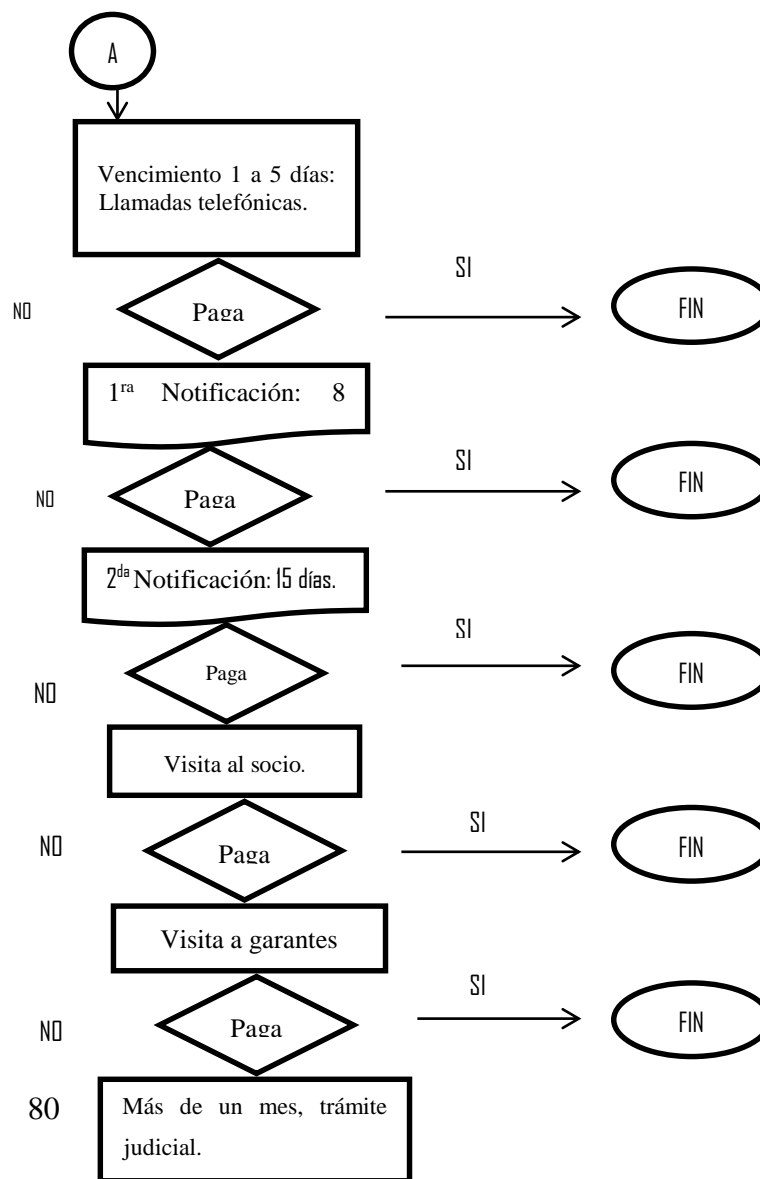 A
Vencimiento 1 a 5 días:
Llamadas telefónicas.
SI
NO
Paga
FIN
1ra Notificación: 8
SI
NO
Paga
FIN
2da Notificación: 15 días.
SI
NO
Paga
FIN
Visita al socio.
SI
NO
Paga
FIN
Visita a garantes
SI
NO
Paga
FIN
80
Más de un mes, trámite
judicial.